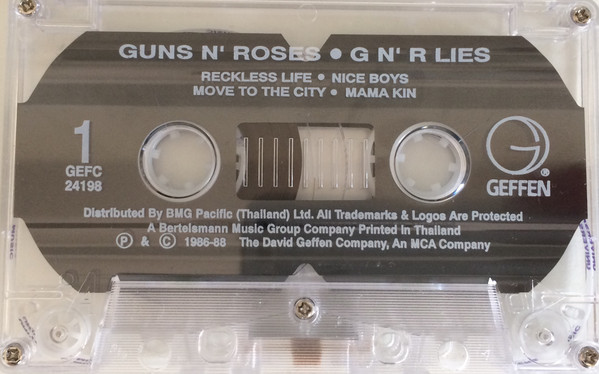 GUNS N' ROSES • G N' R LIES
RECKLESS LIFE • NICE BOYS
MOVE TO THE CITY • MAMA KIN
1
GEFC
24198
G
®
GEFFEN
Distributed By BMG Pacific (Thailand) Ltd. All Trademarks & Logos Are Protected
A Bertelsmann Music Group Company Printed In Thailand
Ⓟ & © 1986-88 The David Geffen Company, An MCA Company